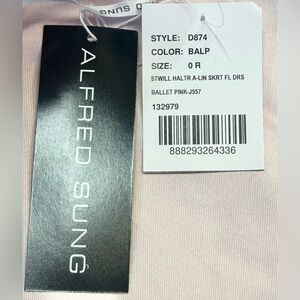 ALFRED SUNG
STYLE: D874
COLOR: BALP
SIZE: 0 R
STWILL HALTR A-LIN SKRT FL DRS
BALLET PINK-J557
132979
888293264336